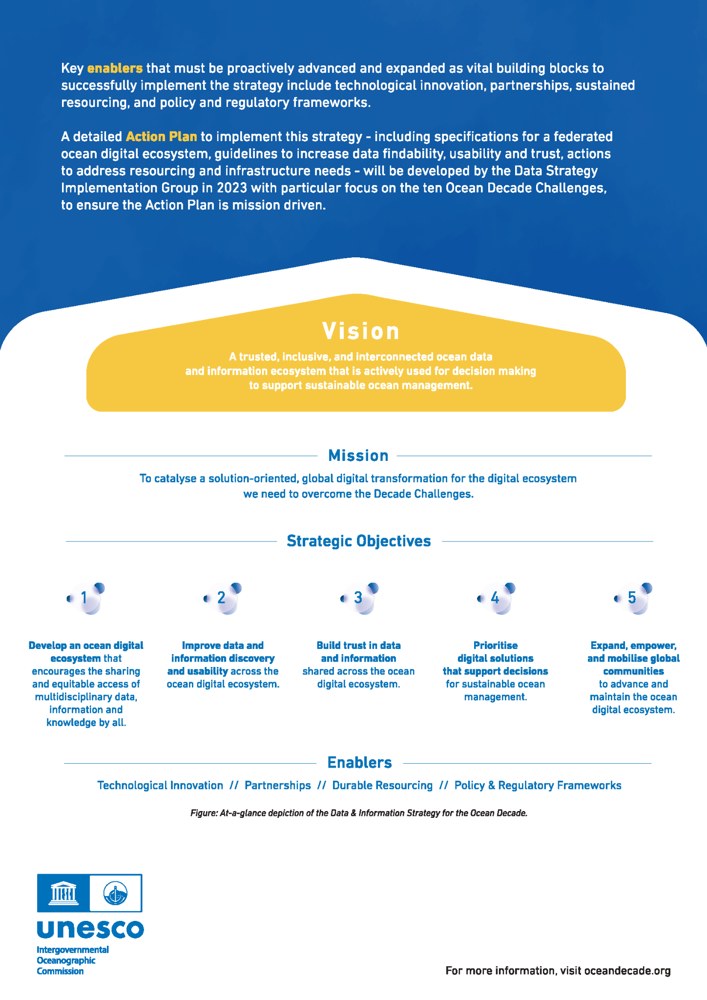 Key enablers that must be proactively advanced and expanded as vital building blocks to
successfully implement the strategy include technological innovation, partnerships, sustained
resourcing, and policy and regulatory frameworks.
A detailed Action Plan to implement this strategy - including specifications for a federated
ocean digital ecosystem, guidelines to increase data findability, usability and trust, actions
to address resourcing and infrastructure needs - will be developed by the Data Strategy
Implementation Group in 2023 with particular focus on the ten Ocean Decade Challenges,
to ensure the Action Plan is mission driven.
Vision
A trusted, inclusive, and interconnected ocean data
and information ecosystem that is actively used for decision making
to support sustainable ocean management.
Mission
To catalyse a solution-oriented, global digital transformation for the digital ecosystem
we need to overcome the Decade Challenges.
Strategic Objectives
1
Develop an ocean digital
ecosystem that
encourages the sharing
and equitable access of
multidisciplinary data,
information and
knowledge by all.
2
Improve data and
information discovery
and usability across the
ocean digital ecosystem.
3
Build trust in data
and information
shared across the ocean
digital ecosystem.
4
Prioritise
digital solutions
that support decisions
for sustainable ocean
management.
5
Expand, empower,
and mobilise global
communities
to advance and
maintain the ocean
digital ecosystem.
Enablers
Technological Innovation // Partnerships // Durable Resourcing // Policy & Regulatory Frameworks
Figure: At-a-glance depiction of the Data & Information Strategy for the Ocean Decade.
unesco
Intergovernmental
Oceanographic
Commission
For more information, visit oceandecade.org